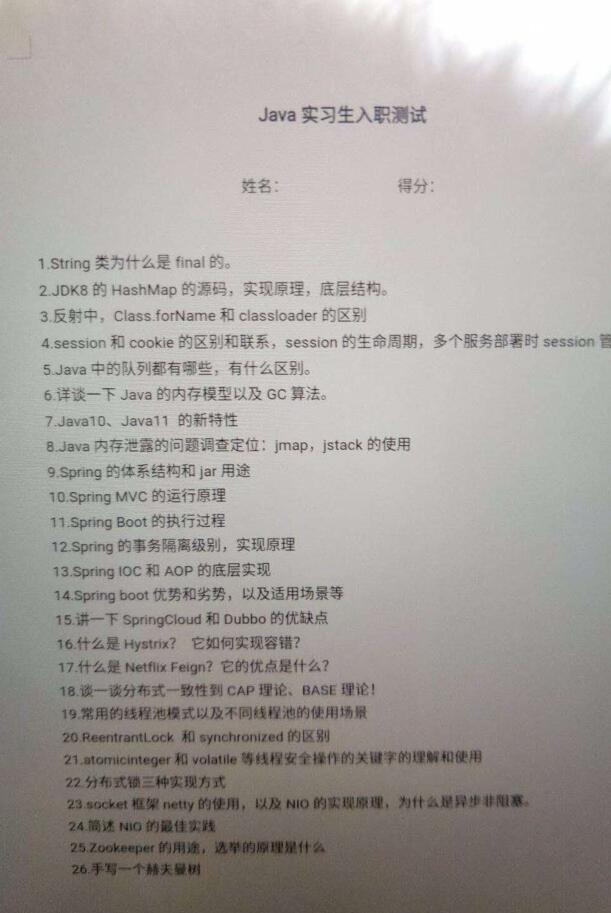 Java 实习生入职测试
姓名： 得分：
1.String 类为什么是 final 的。
2.JDK8 的 HashMap 的源码，实现原理，底层结构。
3.反射中，Class.forName 和 classloader 的区别
4.session 和 cookie 的区别和联系，session 的生命周期，多个服务部署时 session 管
5.Java 中的队列都有哪些，有什么区别。
6.详谈一下 Java 的内存模型以及 GC 算法。
7.Java10、Java11 的新特性
8.Java 内存泄露的问题调查定位：jmap，jstack 的使用
9.Spring 的体系结构和 jar 用途
10.Spring MVC 的运行原理
11.Spring Boot 的执行过程
12.Spring 的事务隔离级别，实现原理
13.Spring IOC 和 AOP 的底层实现
14.Spring boot 优势和劣势，以及适用场景等
15.讲一下 SpringCloud 和 Dubbo 的优缺点
16.什么是 Hystrix？ 它如何实现容错？
17.什么是 Netflix Feign？它的优点是什么？
18.谈一谈分布式一致性到 CAP 理论、BASE 理论！
19.常用的线程池模式以及不同线程池的使用场景
20.ReentrantLock 和 synchronized 的区别
21.atomicinteger 和 volatile 等线程安全操作的关键字的理解和使用
22.分布式锁三种实现方式
23.socket 框架 netty 的使用，以及 NIO 的实现原理，为什么是异步非阻塞。
24.简述 NIO 的最佳实践
25.Zookeeper 的用途，选举的原理是什么
26.手写一个赫夫曼树